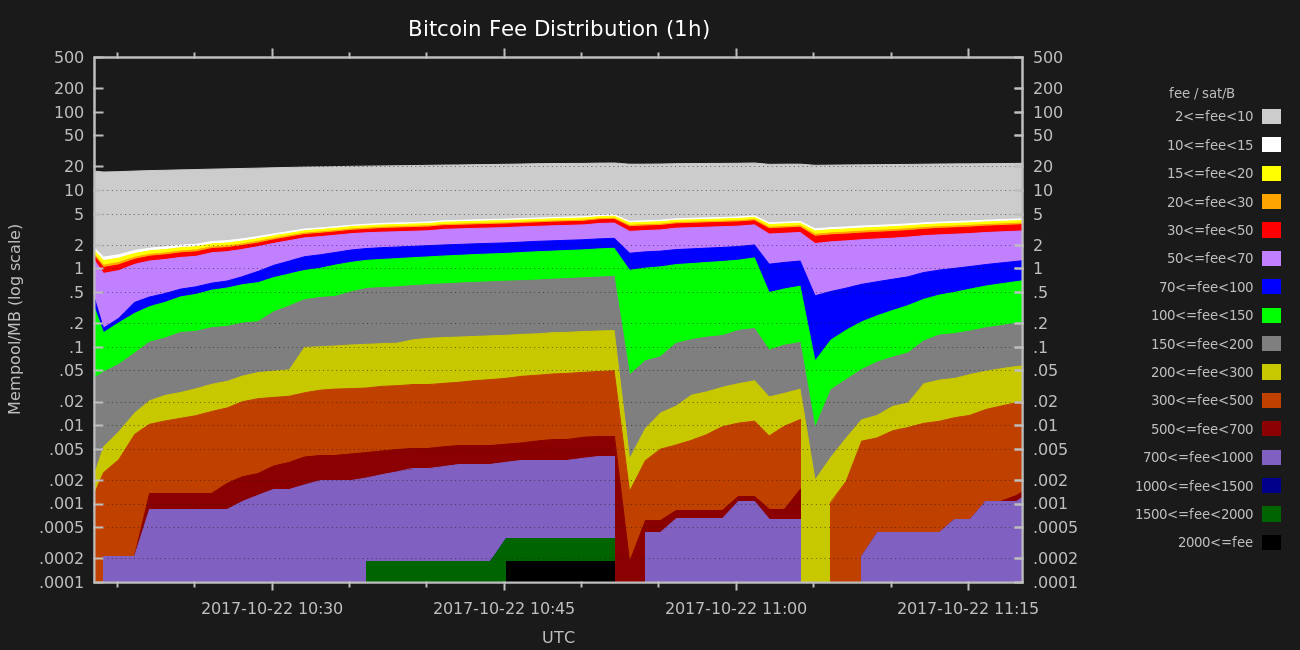 Bitcoin Fee Distribution (1h)
500 500
200 200
100 100
50 50
20 20
10 10
5 5
2 2
1 1
.5 .5
.2 .2
.1 .1
.05 .05
.02 .02
.01 .01
.005 .005
.002 .002
.001 .001
.0005 .0005
.0002 .0002
.0001 .0001
Mempool/MB (log scale)
2017-10-22 10:30 2017-10-22 10:45 2017-10-22 11:00 2017-10-22 11:15
UTC
fee / sat/B
2<=fee<10
10<=fee<15
15<=fee<20
20<=fee<30
30<=fee<50
50<=fee<70
70<=fee<100
100<=fee<150
150<=fee<200
200<=fee<300
300<=fee<500
500<=fee<700
700<=fee<1000
1000<=fee<1500
1500<=fee<2000
2000<=fee